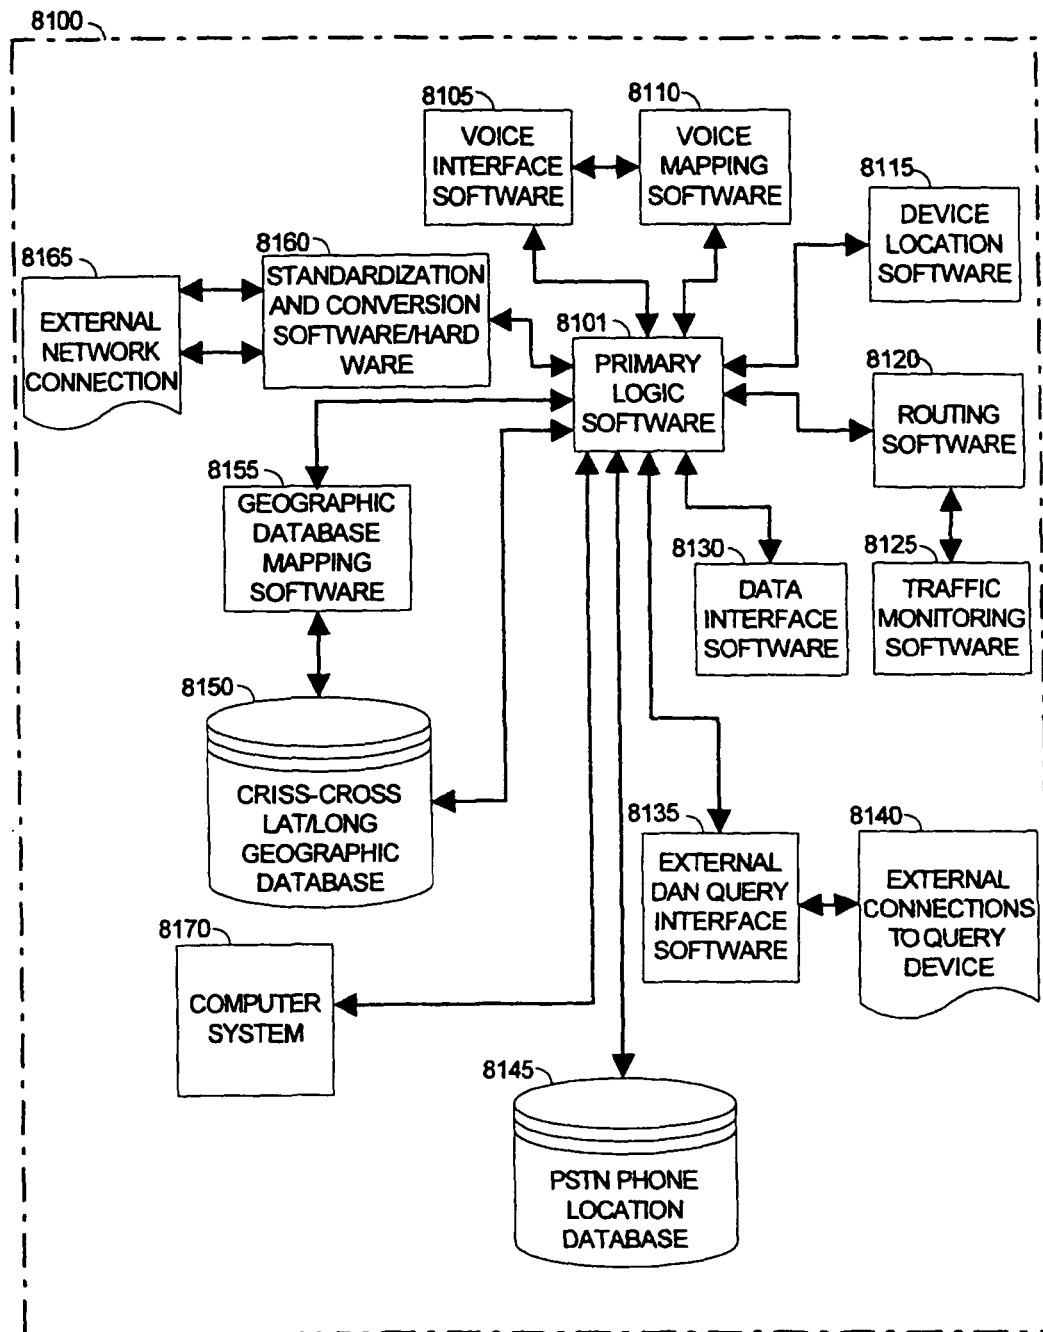 8100
8105
VOICE
INTERFACE
SOFTWARE
8110
VOICE
MAPPING
SOFTWARE
8115
DEVICE
LOCATION
SOFTWARE
8160
STANDARDIZATION
AND CONVERSION
SOFTWARE/HARD
WARE
8165
EXTERNAL
NETWORK
CONNECTION
8101
PRIMARY
LOGIC
SOFTWARE
8120
ROUTING
SOFTWARE
8155
GEOGRAPHIC
DATABASE
MAPPING
SOFTWARE
8130
DATA
INTERFACE
SOFTWARE
8125
TRAFFIC
MONITORING
SOFTWARE
8150
CRISS-CROSS
LAT/LONG
GEOGRAPHIC
DATABASE
8135
EXTERNAL
DAN QUERY
INTERFACE
SOFTWARE
8140
EXTERNAL
CONNECTIONS
TO QUERY
DEVICE
8170
COMPUTER
SYSTEM
8145
PSTN PHONE
LOCATION
DATABASE